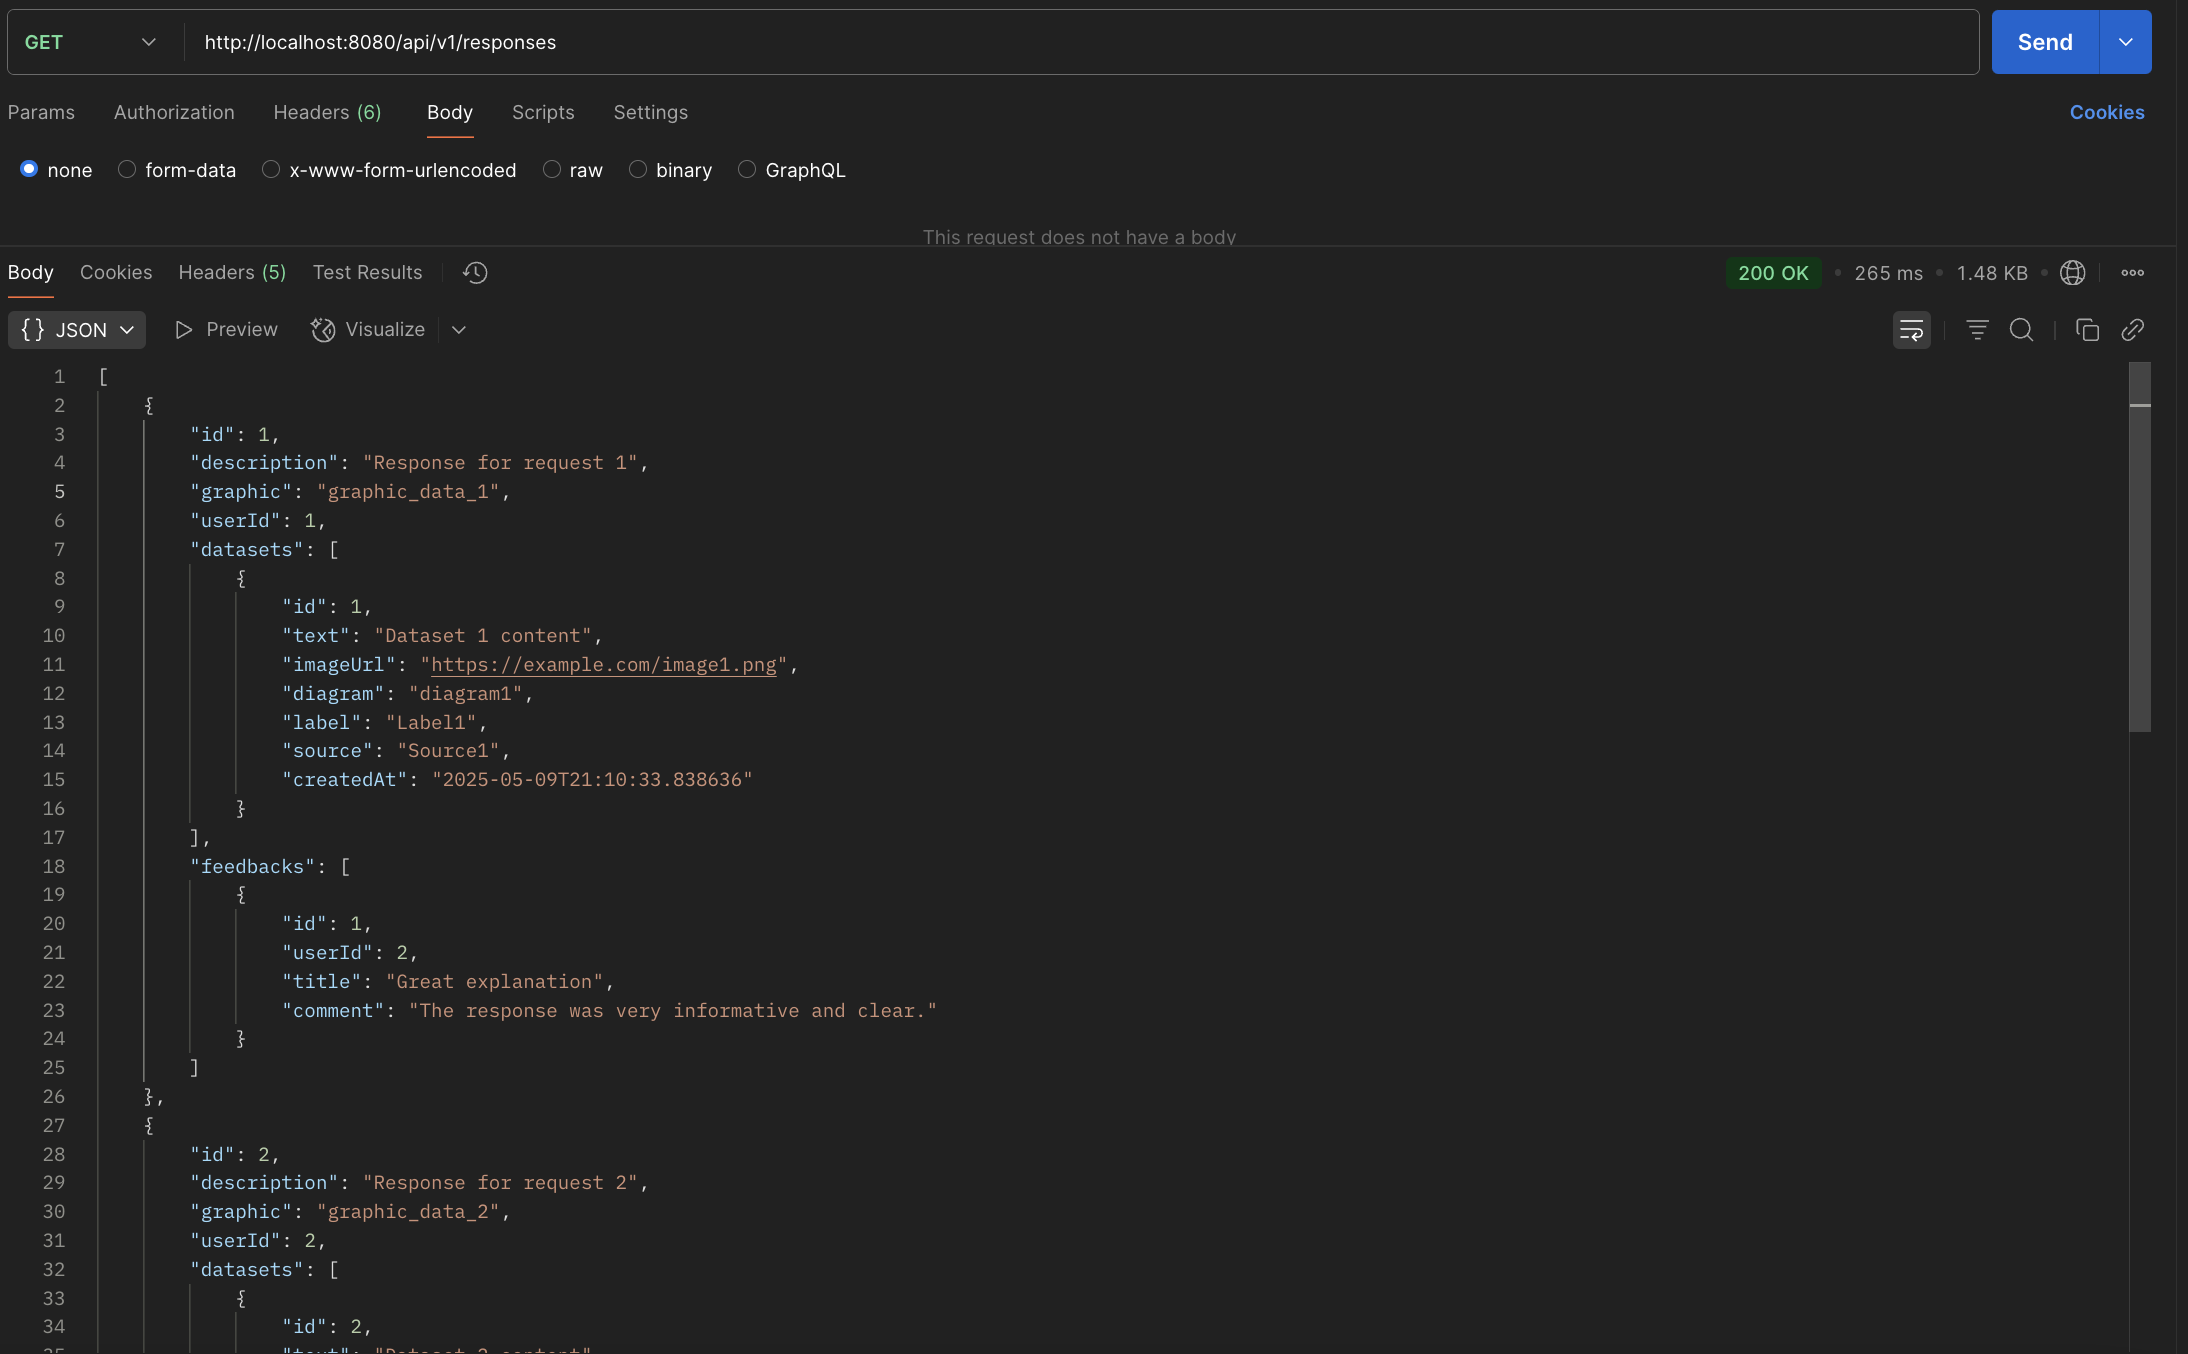 GET http://localhost:8080/api/v1/responses Send
Params Authorization Headers (6) Body Scripts Settings Cookies
none form-data x-www-form-urlencoded raw binary GraphQL
This request does not have a body
Body Cookies Headers (5) Test Results 200 OK • 265 ms • 1.48 KB •
{} JSON Preview Visualize
1 [
2 {
3 "id": 1,
4 "description": "Response for request 1",
5 "graphic": "graphic_data_1",
6 "userId": 1,
7 "datasets": [
8 {
9 "id": 1,
10 "text": "Dataset 1 content",
11 "imageUrl": "https://example.com/image1.png",
12 "diagram": "diagram1",
13 "label": "Label1",
14 "source": "Source1",
15 "createdAt": "2025-05-09T21:10:33.838636"
16 }
17 ],
18 "feedbacks": [
19 {
20 "id": 1,
21 "userId": 2,
22 "title": "Great explanation",
23 "comment": "The response was very informative and clear."
24 }
25 ]
26 },
27 {
28 "id": 2,
29 "description": "Response for request 2",
30 "graphic": "graphic_data_2",
31 "userId": 2,
32 "datasets": [
33 {
34 "id": 2,